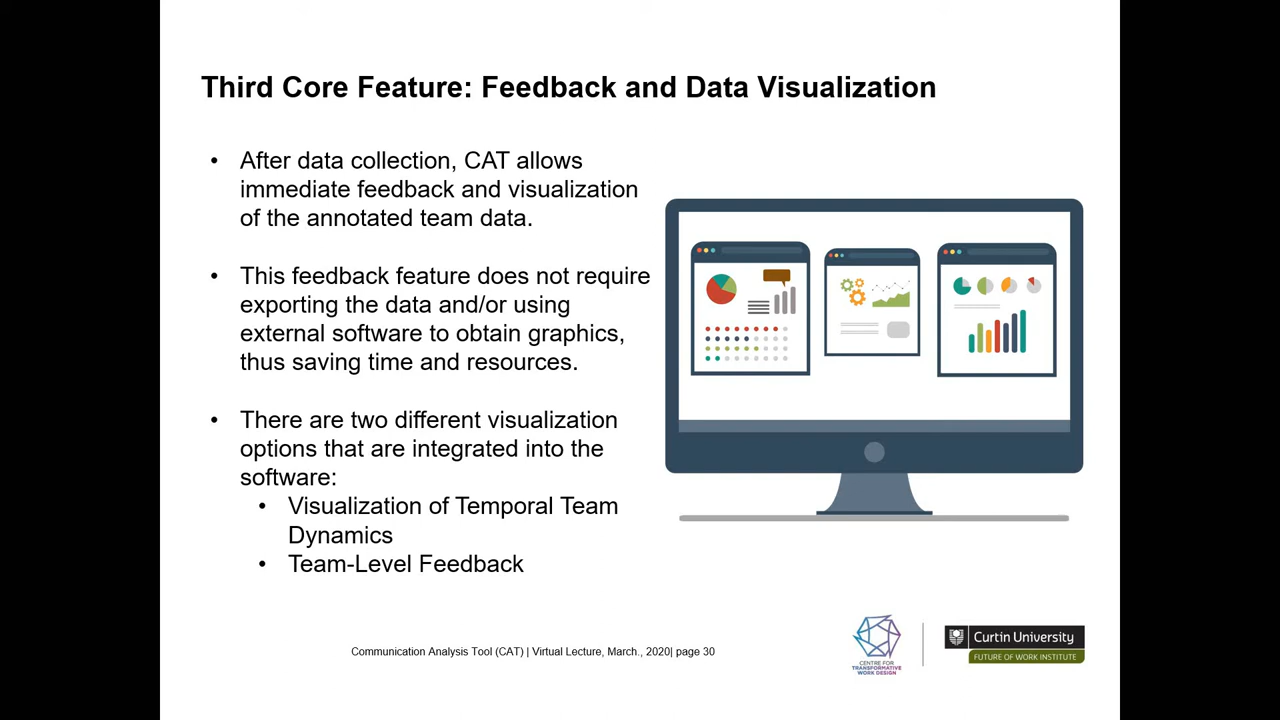 Third Core Feature: Feedback and Data Visualization
• After data collection, CAT allows
immediate feedback and visualization
of the annotated team data.
• This feedback feature does not require
exporting the data and/or using
external software to obtain graphics,
thus saving time and resources.
• There are two different visualization
options that are integrated into the
software:
• Visualization of Temporal Team
Dynamics
• Team-Level Feedback
Communication Analysis Tool (CAT) | Virtual Lecture, March., 2020| page 30
CENTRE FOR
TRANSFORMATIVE
WORK DESIGN
Curtin University
FUTURE OF WORK INSTITUTE